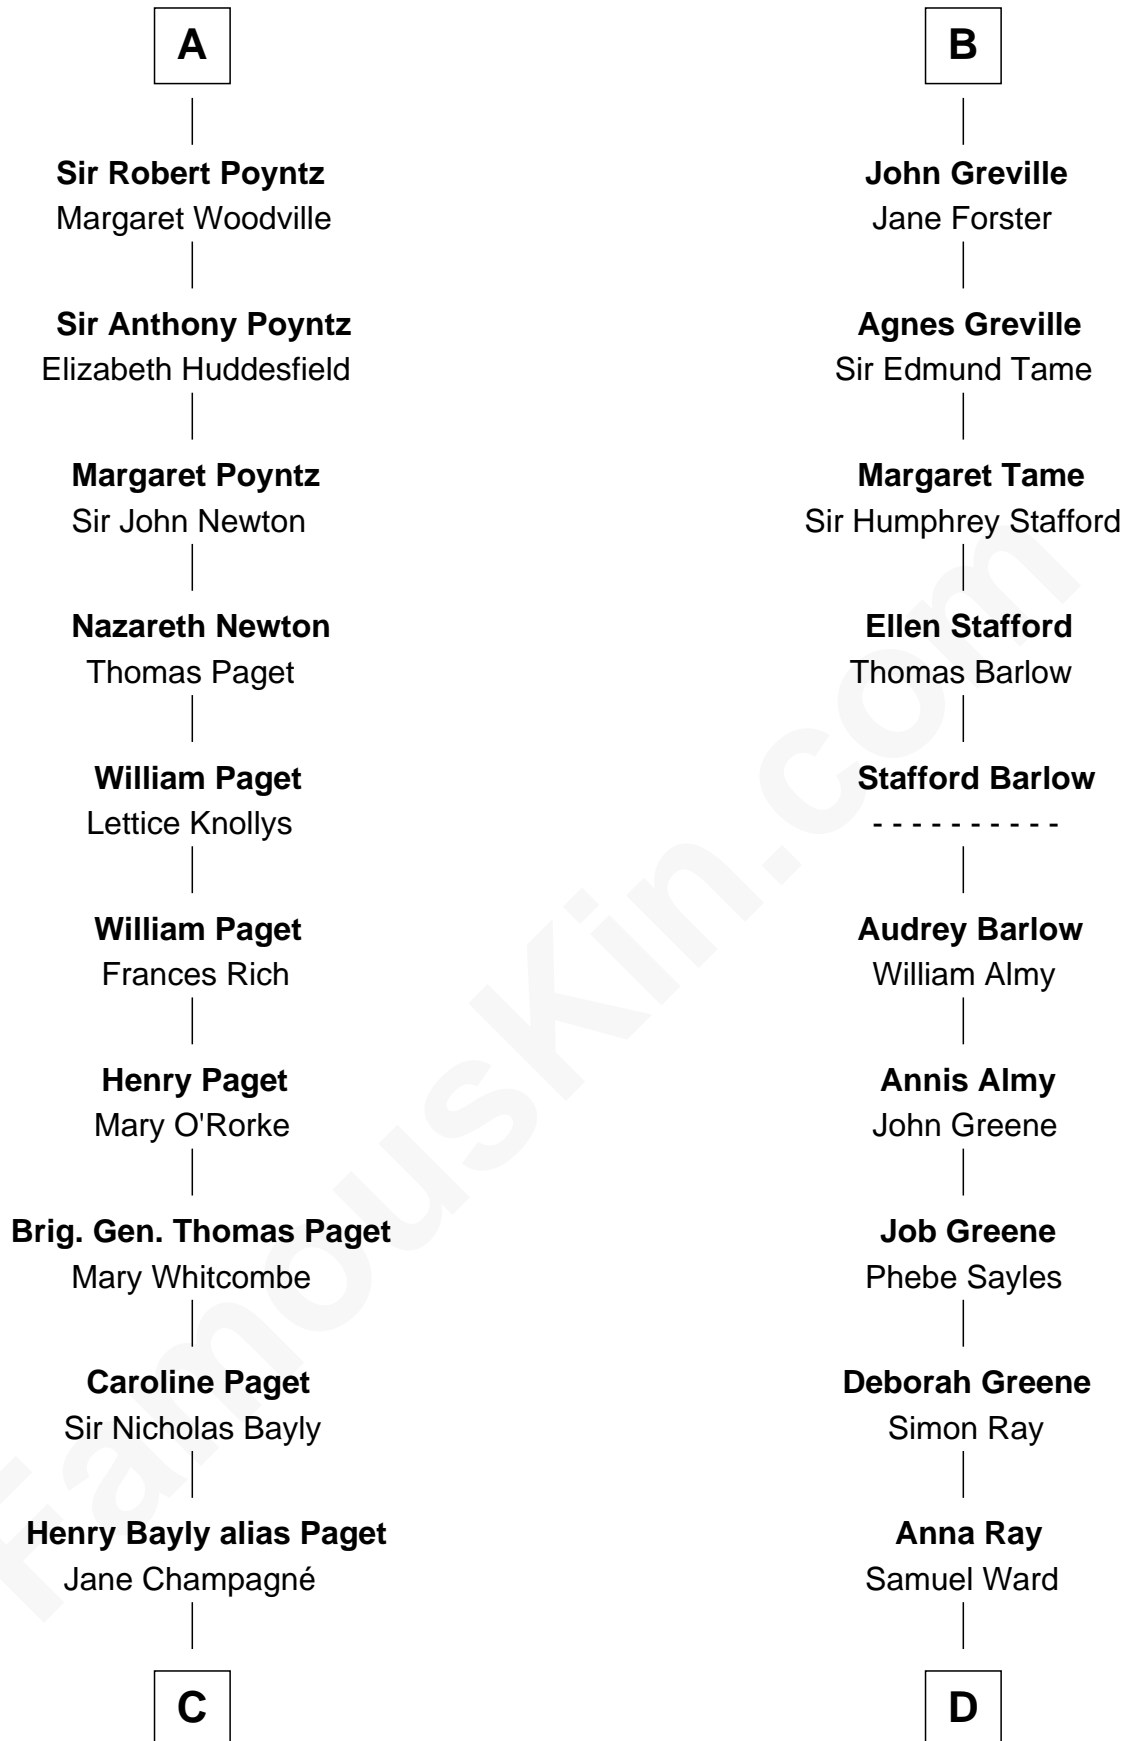 A
Sir Robert Poyntz
Margaret Woodville
Sir Anthony Poyntz
Elizabeth Huddesfield
Margaret Poyntz
Sir John Newton
Nazareth Newton
Thomas Paget
William Paget
Lettice Knollys
William Paget
Frances Rich
Henry Paget
Mary O'Rorke
Brig. Gen. Thomas Paget
Mary Whitcombe
Caroline Paget
Sir Nicholas Bayly
Henry Bayly alias Paget
Jane Champagné
C
B
John Greville
Jane Forster
Agnes Greville
Sir Edmund Tame
Margaret Tame
Sir Humphrey Stafford
Ellen Stafford
Thomas Barlow
Stafford Barlow
- - - - - - - - - -
Audrey Barlow
William Almy
Annis Almy
John Greene
Job Greene
Phebe Sayles
Deborah Greene
Simon Ray
Anna Ray
Samuel Ward
D
FamousKin.com